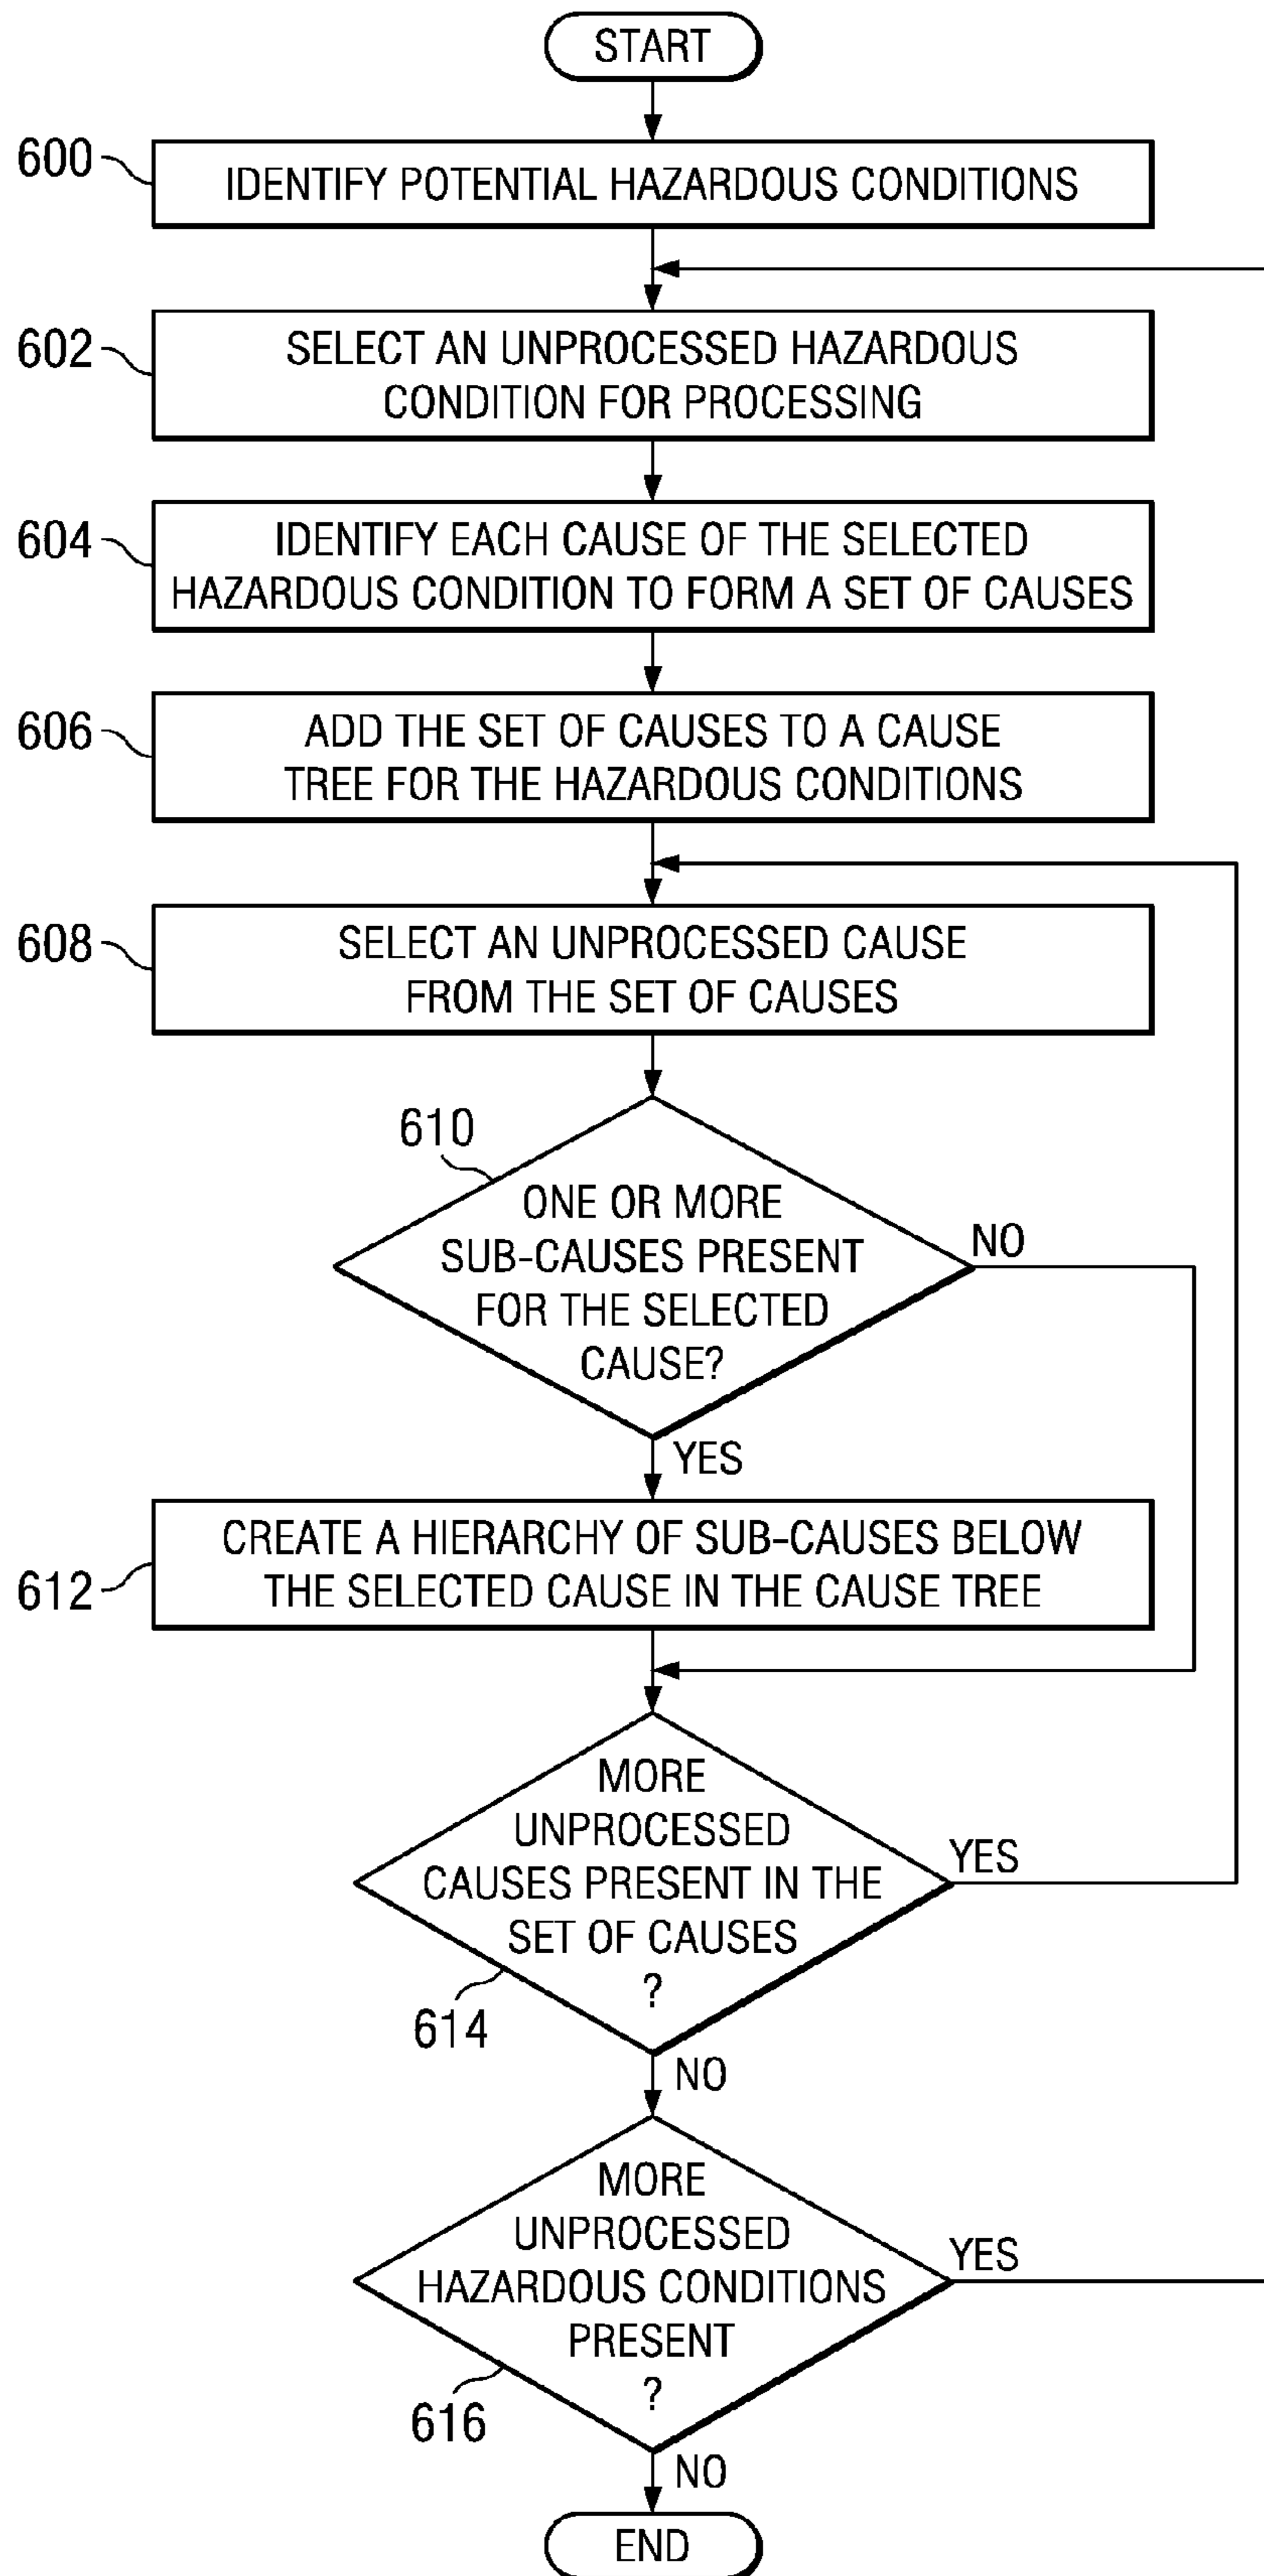 START
600
IDENTIFY POTENTIAL HAZARDOUS CONDITIONS
602
SELECT AN UNPROCESSED HAZARDOUS
CONDITION FOR PROCESSING
604
IDENTIFY EACH CAUSE OF THE SELECTED
HAZARDOUS CONDITION TO FORM A SET OF CAUSES
606
ADD THE SET OF CAUSES TO A CAUSE
TREE FOR THE HAZARDOUS CONDITIONS
608
SELECT AN UNPROCESSED CAUSE
FROM THE SET OF CAUSES
610
ONE OR MORE
SUB-CAUSES PRESENT
FOR THE SELECTED
CAUSE?
NO
YES
612
CREATE A HIERARCHY OF SUB-CAUSES BELOW
THE SELECTED CAUSE IN THE CAUSE TREE
MORE
UNPROCESSED
CAUSES PRESENT IN THE
SET OF CAUSES
?
YES
614
NO
MORE
UNPROCESSED
HAZARDOUS CONDITIONS
PRESENT
?
YES
616
NO
END